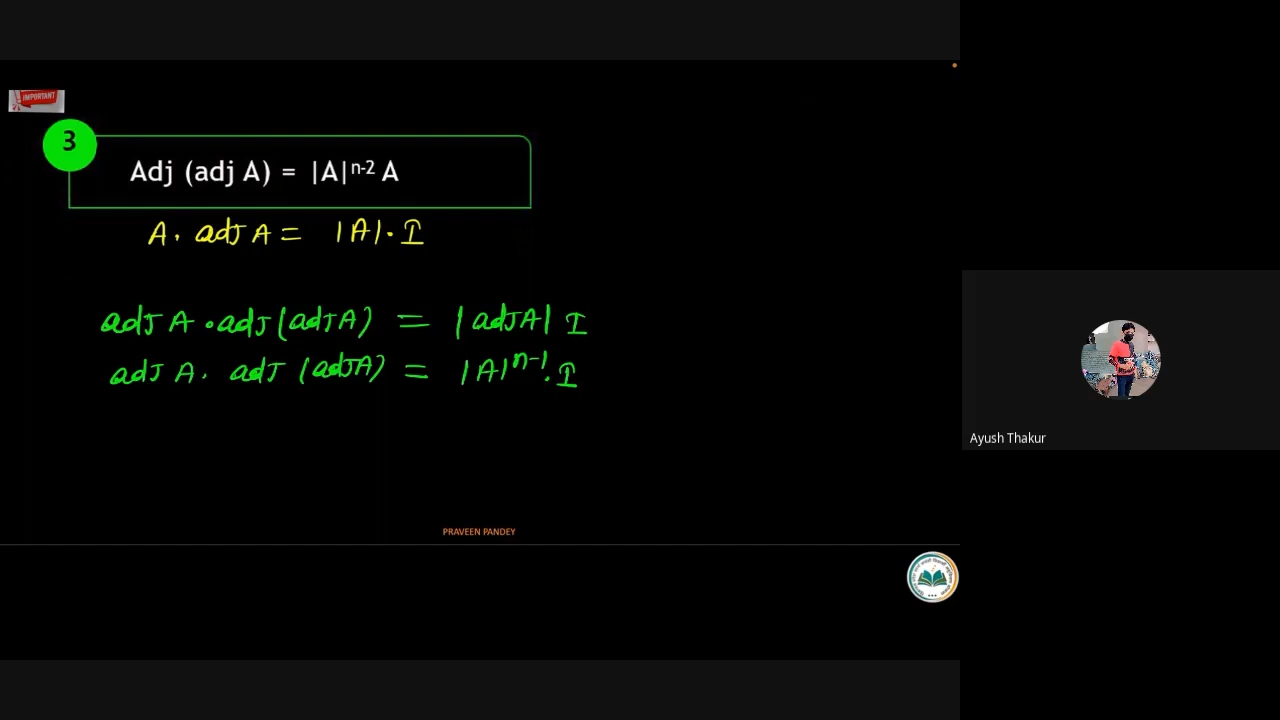 IMPORTANT
3
Adj (adj A) = |A|ⁿ⁻² A
A. adj A = |A|. I
adj A . adj (adj A) = |adj A| I
adj A. adj (adj A) = |A|ⁿ⁻¹. I
Ayush Thakur
PRAVEEN PANDEY